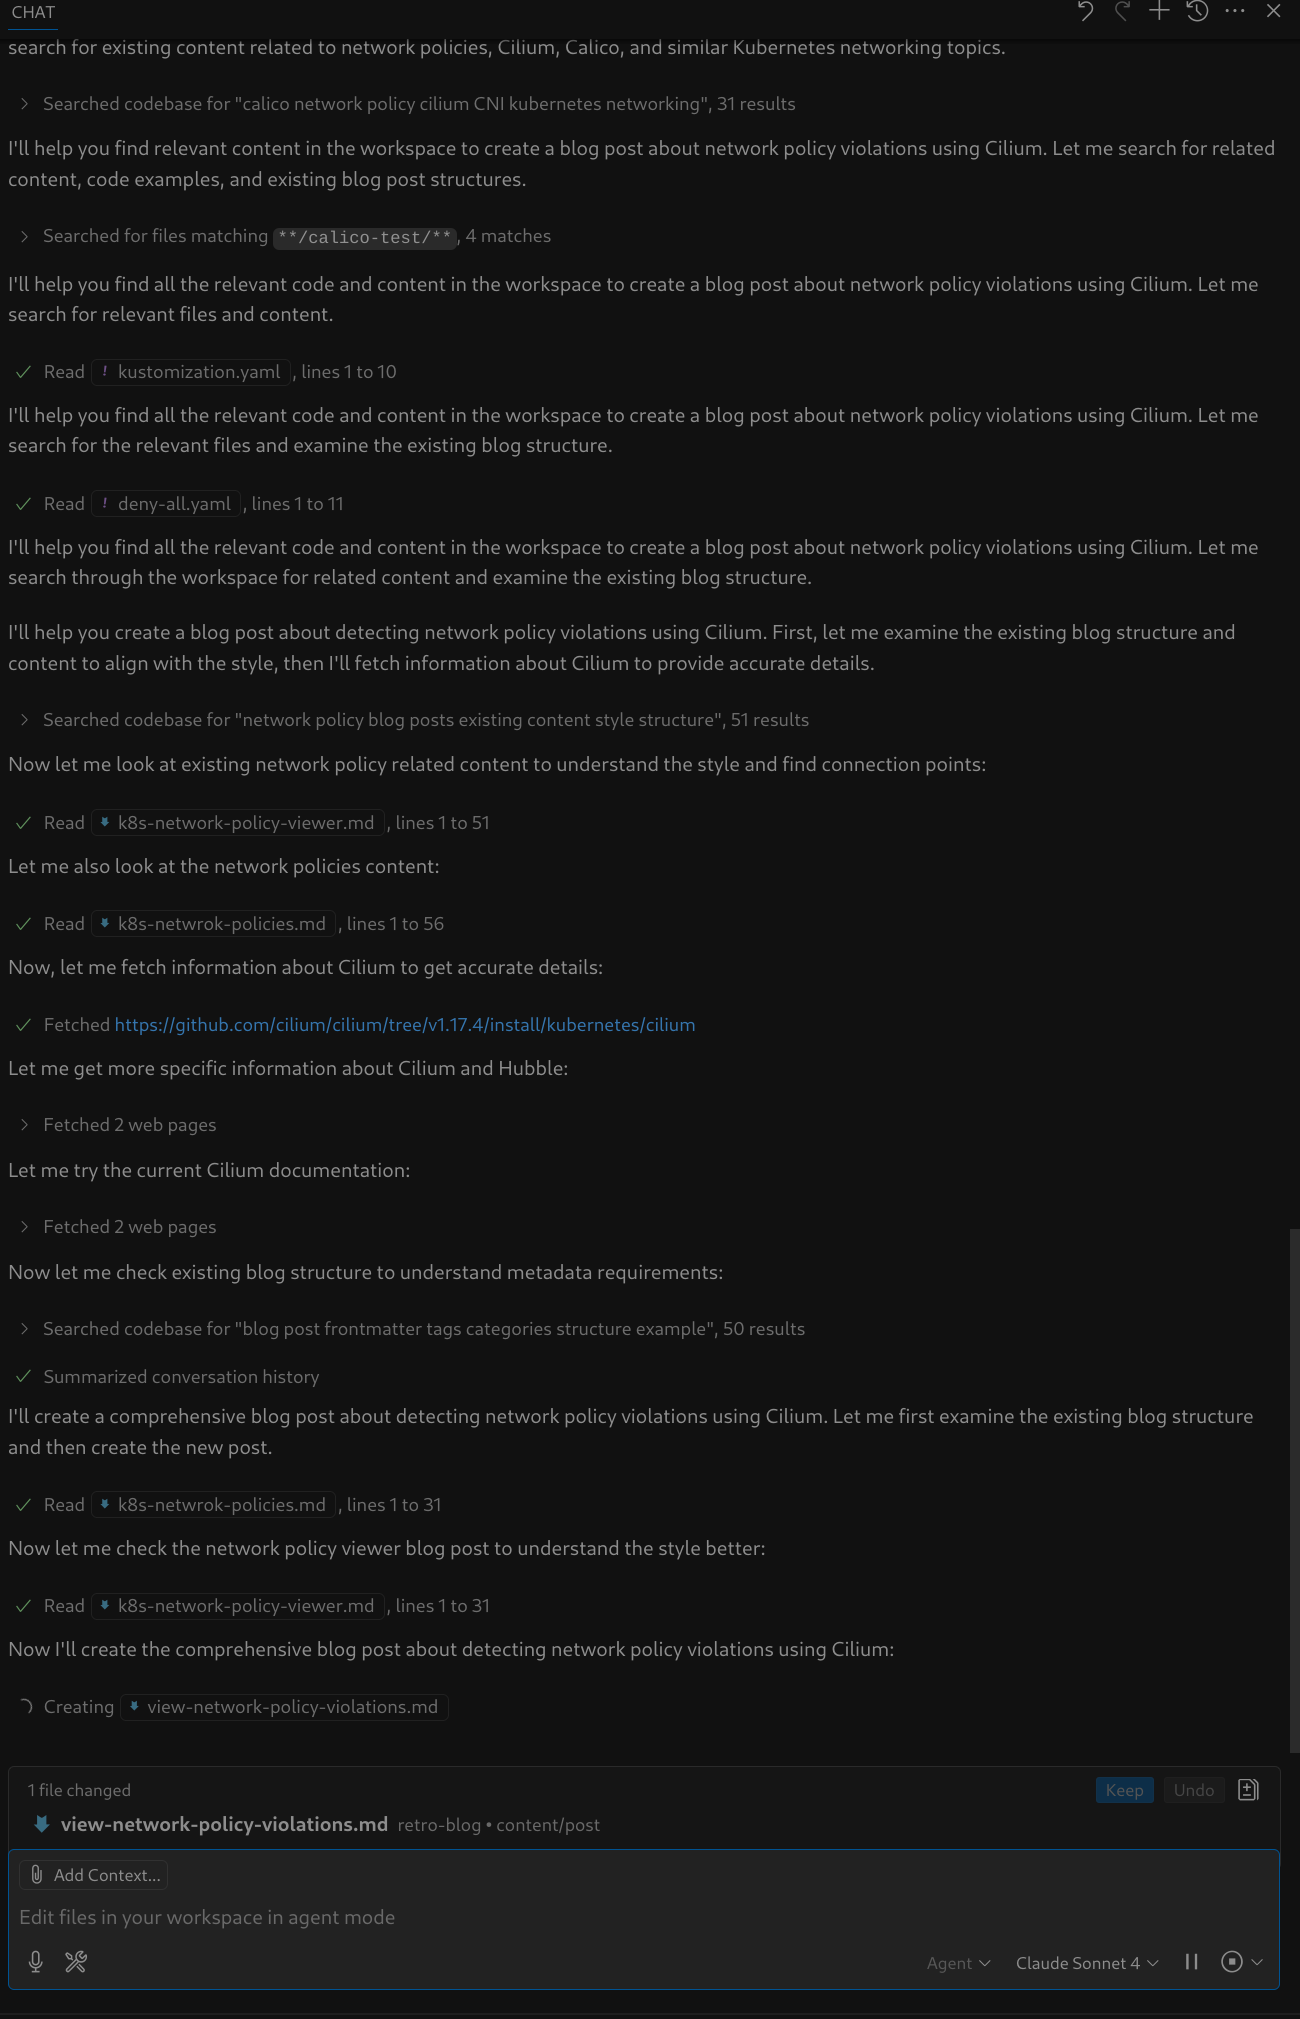 CHAT
search for existing content related to network policies, Cilium, Calico, and similar Kubernetes networking topics.
Searched codebase for "calico network policy cilium CNI kubernetes networking", 31 results
I'll help you find relevant content in the workspace to create a blog post about network policy violations using Cilium. Let me search for related
content, code examples, and existing blog post structures.
Searched for files matching **/calico-test/**, 4 matches
I'll help you find all the relevant code and content in the workspace to create a blog post about network policy violations using Cilium. Let me
search for relevant files and content.
Read ! kustomization.yaml, lines 1 to 10
I'll help you find all the relevant code and content in the workspace to create a blog post about network policy violations using Cilium. Let me
search for the relevant files and examine the existing blog structure.
Read ! deny-all.yaml, lines 1 to 11
I'll help you find all the relevant code and content in the workspace to create a blog post about network policy violations using Cilium. Let me
search through the workspace for related content and examine the existing blog structure.
I'll help you create a blog post about detecting network policy violations using Cilium. First, let me examine the existing blog structure and
content to align with the style, then I'll fetch information about Cilium to provide accurate details.
Searched codebase for "network policy blog posts existing content style structure", 51 results
Now let me look at existing network policy related content to understand the style and find connection points:
Read k8s-network-policy-viewer.md, lines 1 to 51
Let me also look at the network policies content:
Read k8s-netwrok-policies.md, lines 1 to 56
Now, let me fetch information about Cilium to get accurate details:
Fetched https://github.com/cilium/cilium/tree/v1.17.4/install/kubernetes/cilium
Let me get more specific information about Cilium and Hubble:
Fetched 2 web pages
Let me try the current Cilium documentation:
Fetched 2 web pages
Now let me check existing blog structure to understand metadata requirements:
Searched codebase for "blog post frontmatter tags categories structure example", 50 results
Summarized conversation history
I'll create a comprehensive blog post about detecting network policy violations using Cilium. Let me first examine the existing blog structure
and then create the new post.
Read k8s-netwrok-policies.md, lines 1 to 31
Now let me check the network policy viewer blog post to understand the style better:
Read k8s-network-policy-viewer.md, lines 1 to 31
Now I'll create the comprehensive blog post about detecting network policy violations using Cilium:
Creating view-network-policy-violations.md
1 file changed
Keep Undo
view-network-policy-violations.md retro-blog • content/post
Add Context...
Edit files in your workspace in agent mode
Agent Claude Sonnet 4